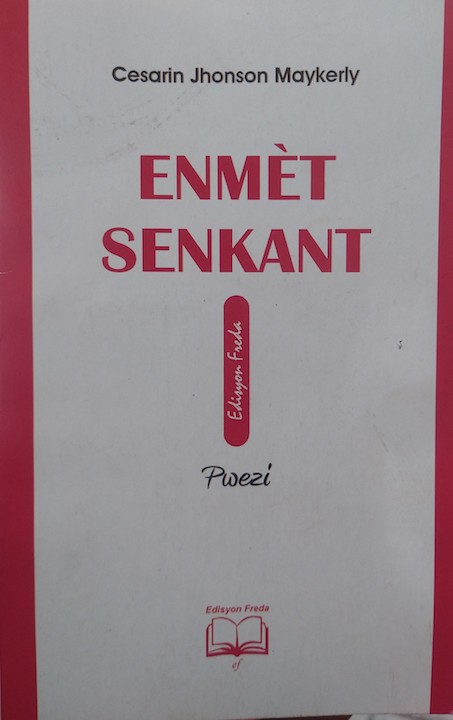 Cesarin Jhonson Maykerly
ENMÈT
SENKANT
Edisyon Freda
Pwezi
Edisyon Freda
ef